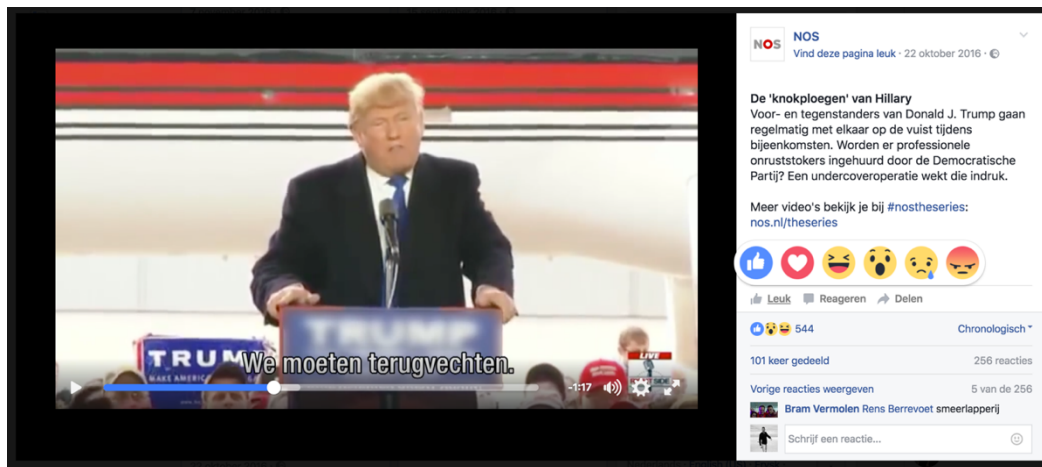 NOS
NOS
Vind deze pagina leuk · 22 oktober 2016 ·
De 'knokploegen' van Hillary
Voor- en tegenstanders van Donald J. Trump gaan
regelmatig met elkaar op de vuist tijdens
bijeenkomsten. Worden er professionele
onruststokers ingehuurd door de Democratische
Partij? Een undercoveroperatie wekt die indruk.
Meer video's bekijk je bij #nostheseries:
nos.nl/theseries
Leuk Reageren Delen
544 Chronologisch
101 keer gedeeld 256 reacties
Vorige reacties weergeven 5 van de 256
Bram Vermolen Rens Berrevoet smeerlapperij
Schrijf een reactie...
TRUMP
TRUM
MAKE AMERIC
We moeten terugvechten.
LIVE
SIDE
-1:17